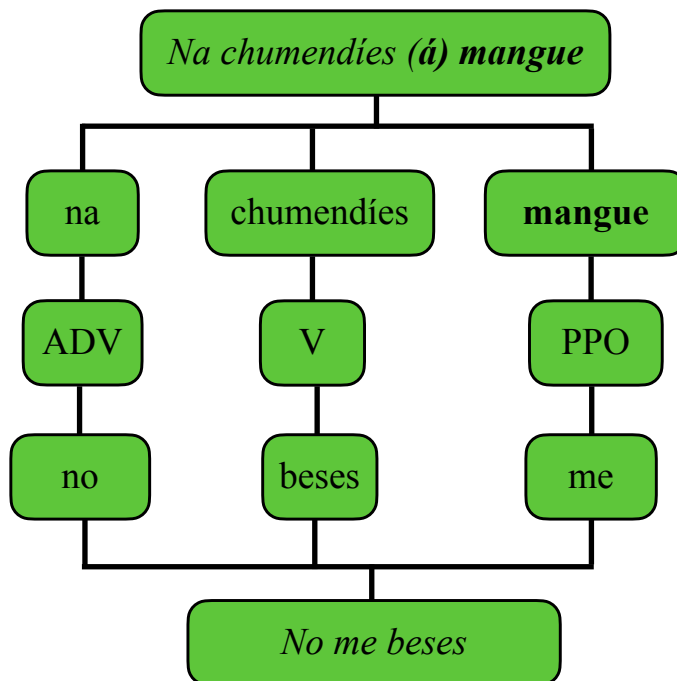 Na chumendíes (á) mangue
na chumendíes mangue
ADV V PPO
no beses me
No me beses